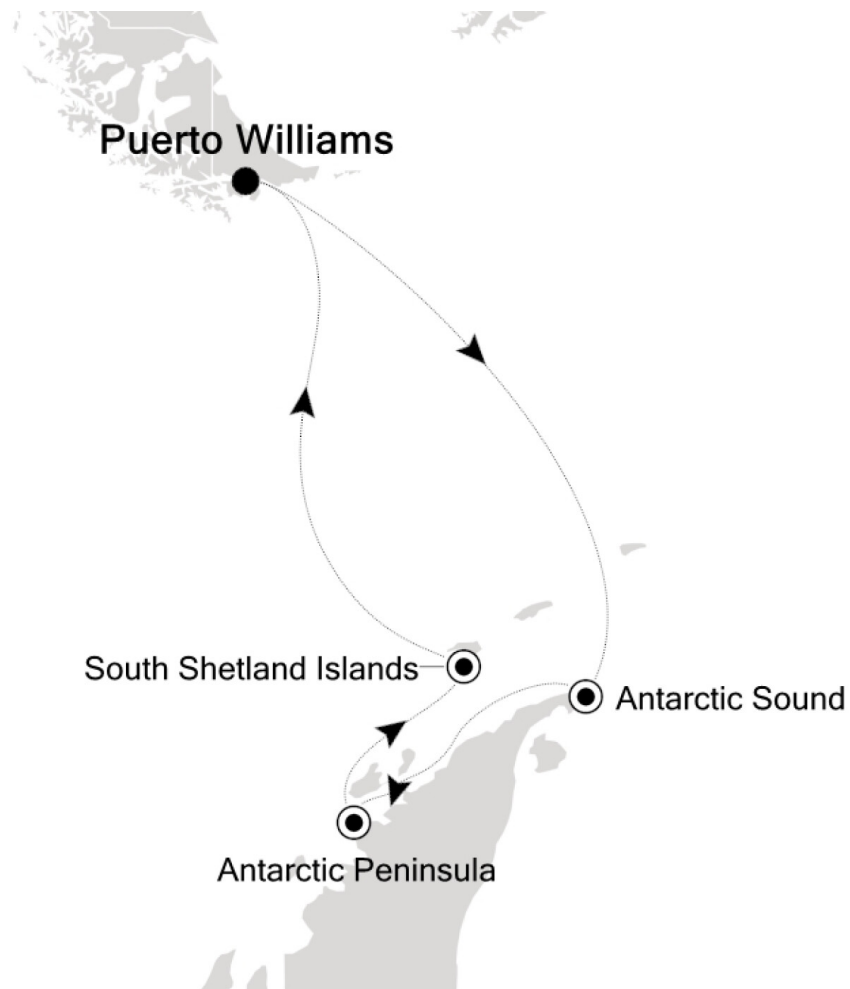 Puerto Williams
South Shetland Islands
Antarctic Sound
Antarctic Peninsula